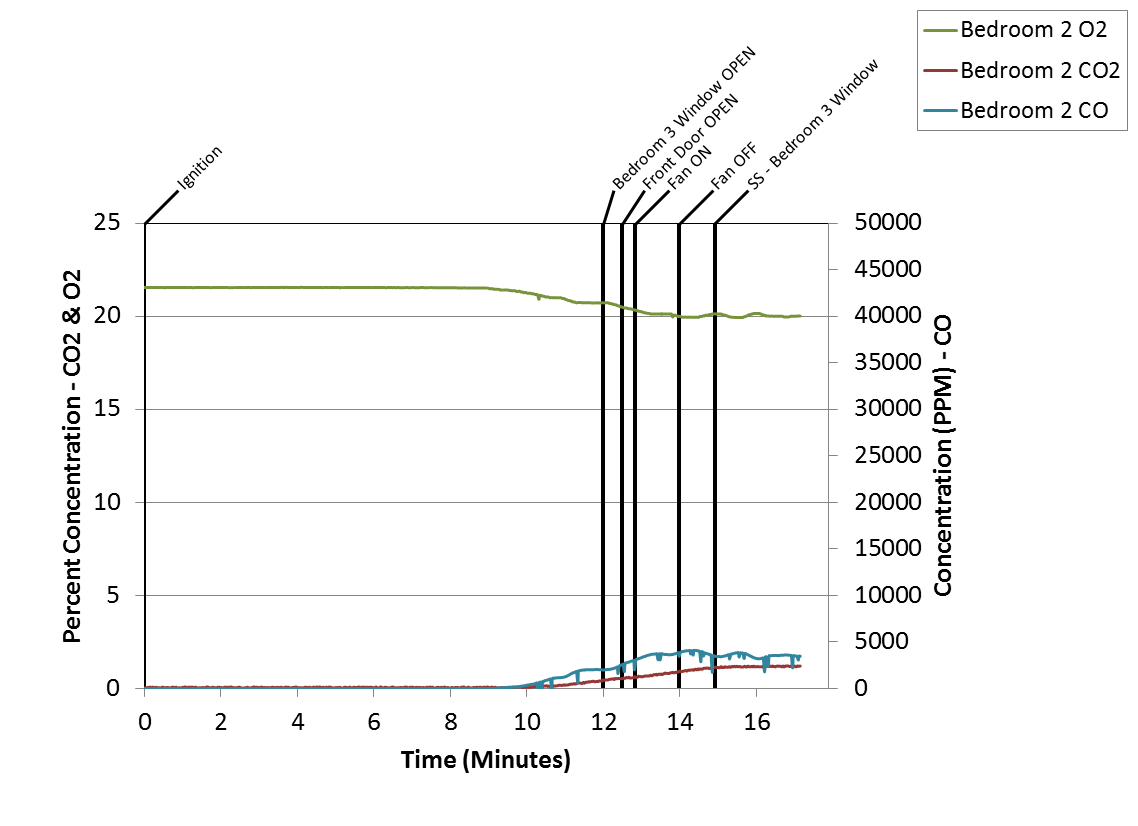 Bedroom 2 O2
Bedroom 2 CO2
Bedroom 2 CO
Ignition
Bedroom 3 Window OPEN
Front Door OPEN
Fan ON
Fan OFF
SS - Bedroom 3 Window
25
20
15
10
5
0
Percent Concentration - CO2 & O2
50000
45000
40000
35000
30000
25000
20000
15000
10000
5000
0
Concentration (PPM) - CO
0 2 4 6 8 10 12 14 16
Time (Minutes)